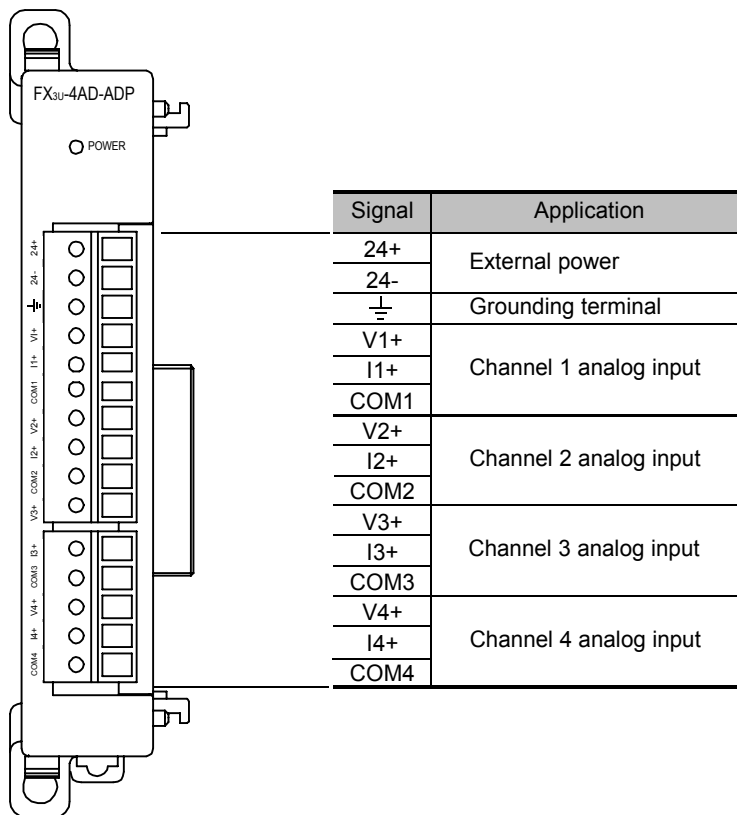 FX3U-4AD-ADP
POWER
24+
24-
⏚
VI+
I1+
COM1
V2+
I2+
COM2
V3+
I3+
COM3
V4+
I4+
COM4
Signal Application
24+
24-
External power
⏚ Grounding terminal
V1+
I1+
COM1
Channel 1 analog input
V2+
I2+
COM2
Channel 2 analog input
V3+
I3+
COM3
Channel 3 analog input
V4+
I4+
COM4
Channel 4 analog input